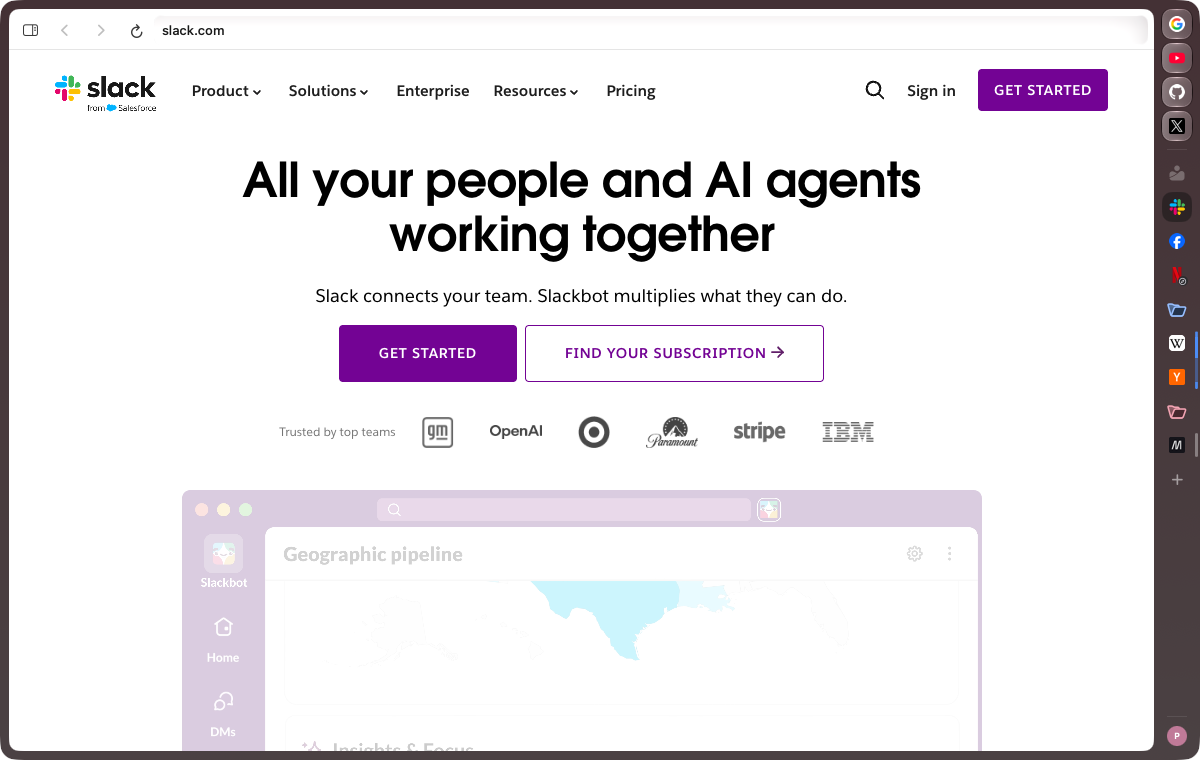 slack.com
slack
from Salesforce
Product
Solutions
Enterprise
Resources
Pricing
Sign in
GET STARTED
All your people and AI agents
working together
Slack connects your team. Slackbot multiplies what they can do.
GET STARTED
FIND YOUR SUBSCRIPTION →
Trusted by top teams
gm
OpenAI
Paramount
stripe
IBM
Geographic pipeline
Slackbot
Home
DMs
Insights & Focus
W
Y
M
P